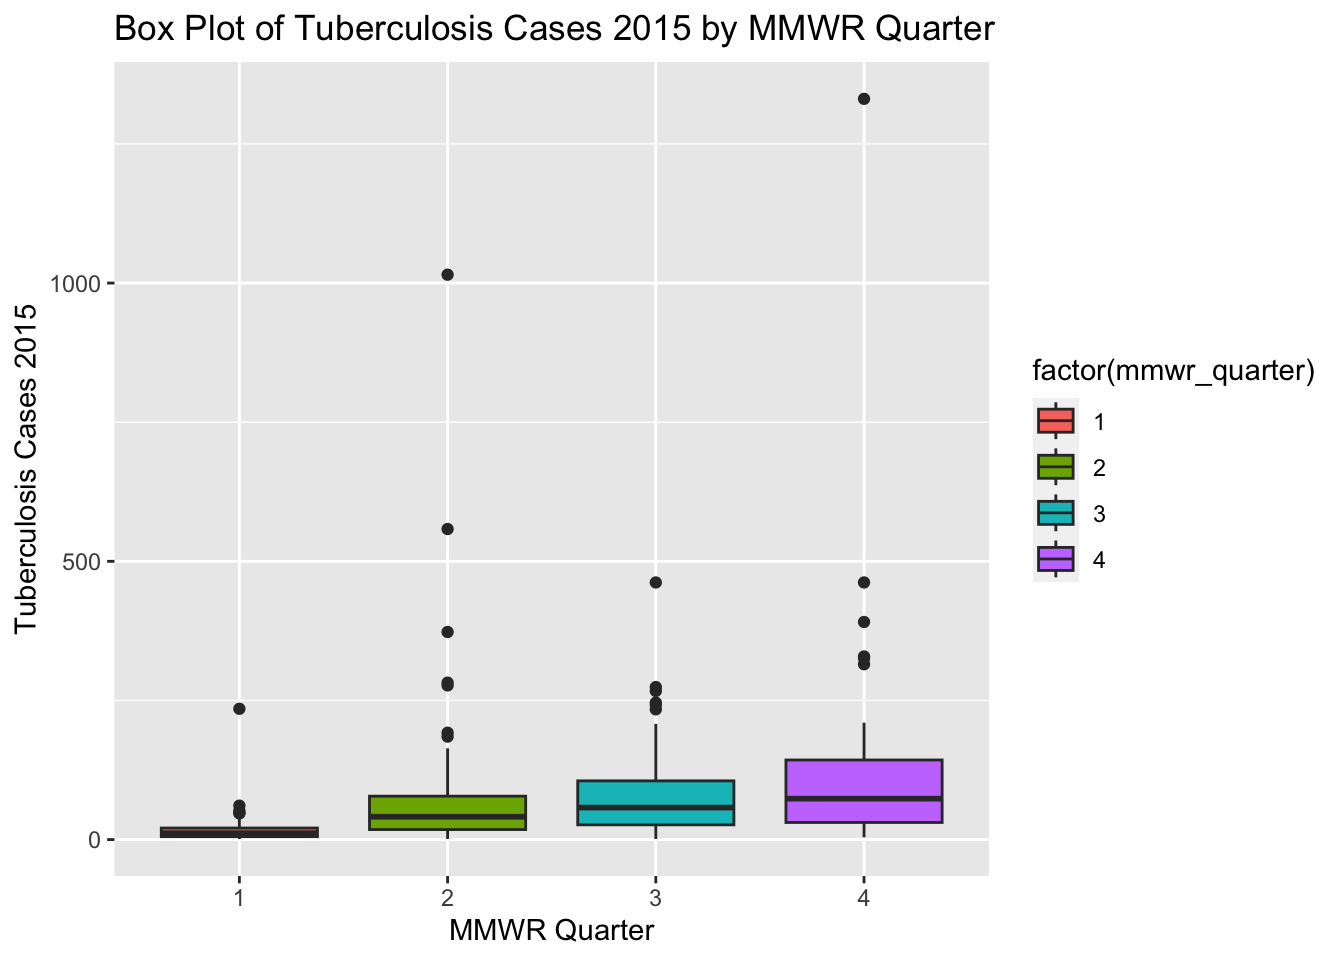 Box Plot of Tuberculosis Cases 2015 by MMWR Quarter
Tuberculosis Cases 2015
1000
500
0
1 2 3 4
MMWR Quarter
factor(mmwr_quarter)
1
2
3
4